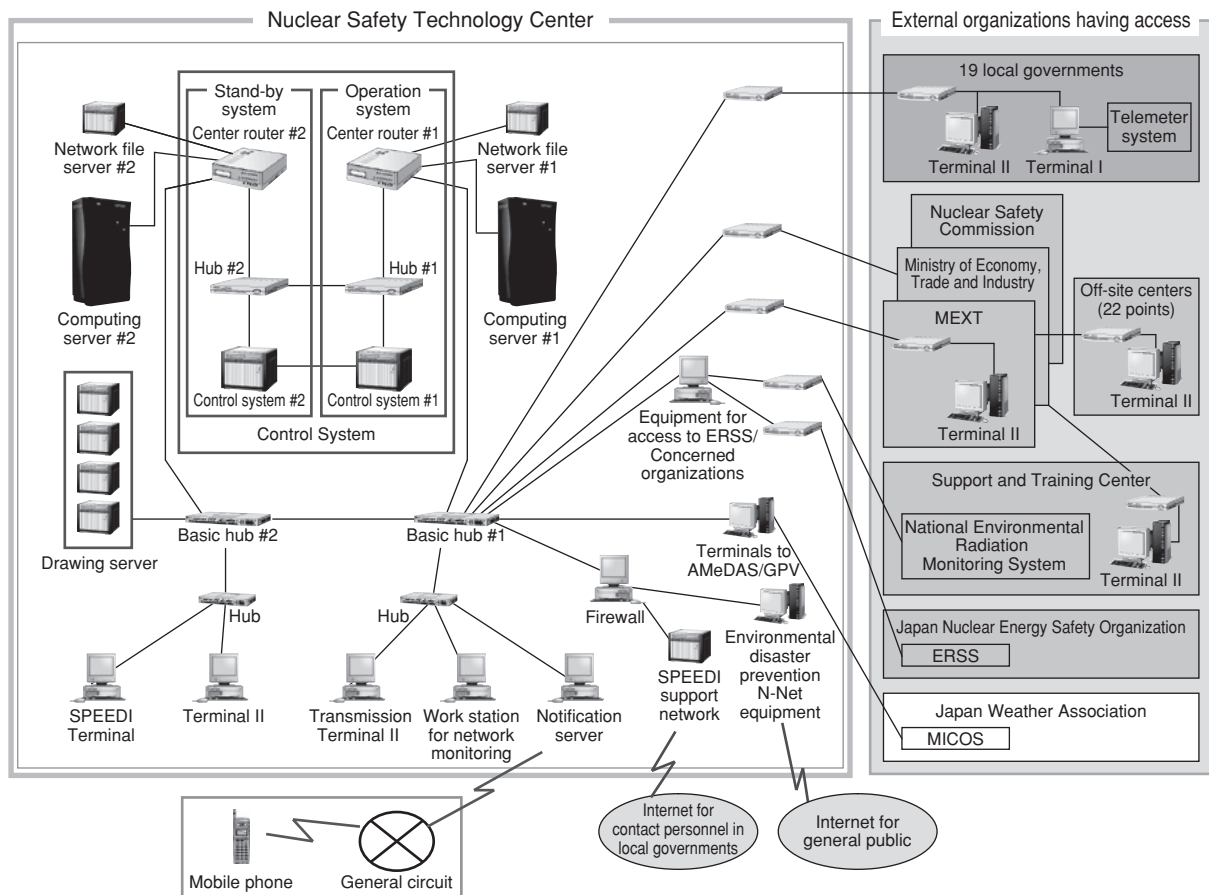 Nuclear Safety Technology Center
Stand-by
system
Center router #2
Operation
system
Center router #1
Network file
server #2
Network file
server #1
Hub #2
Hub #1
Computing
server #2
Computing
server #1
Control system #2
Control system #1
Control System
Drawing server
Basic hub #2
Basic hub #1
Hub
Hub
SPEEDI
Terminal
Terminal II
Transmission
Terminal II
Work station
for network
monitoring
Notification
server
Equipment for
access to ERSS/
Concerned
organizations
Terminals to
AMeDAS/GPV
Firewall
SPEEDI
support
network
Environmental
disaster
prevention
N-Net
equipment
External organizations having access
19 local governments
Terminal II
Terminal I
Telemeter
system
Nuclear Safety
Commission
Ministry of Economy,
Trade and Industry
MEXT
Terminal II
Off-site centers
(22 points)
Terminal II
Support and Training Center
National Environmental
Radiation
Monitoring System
Terminal II
Japan Nuclear Energy Safety Organization
ERSS
Japan Weather Association
MICOS
Mobile phone
General circuit
Internet for
contact personnel in
local governments
Internet for
general public